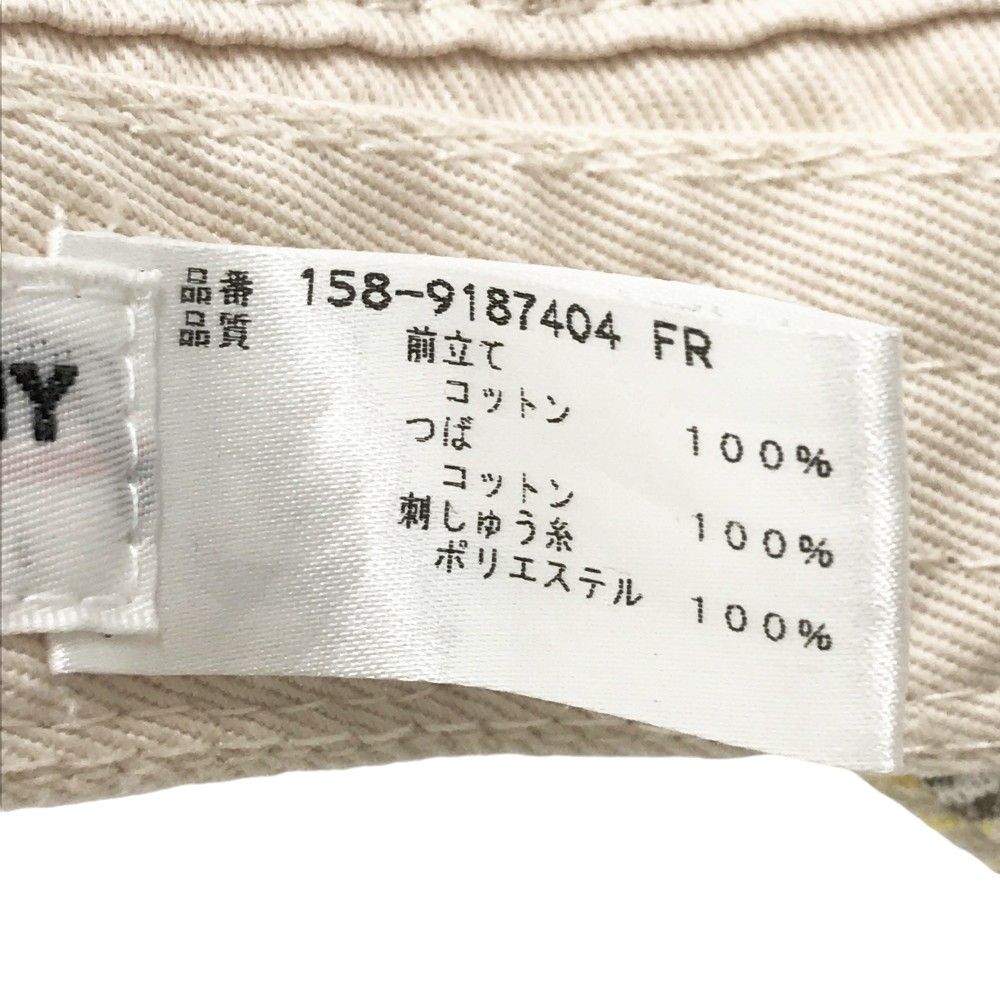 品番 158-9187404 FR
品質
前立て
コットン 100%
つば
コットン 100%
刺しゅう糸
ポリエステル 100%